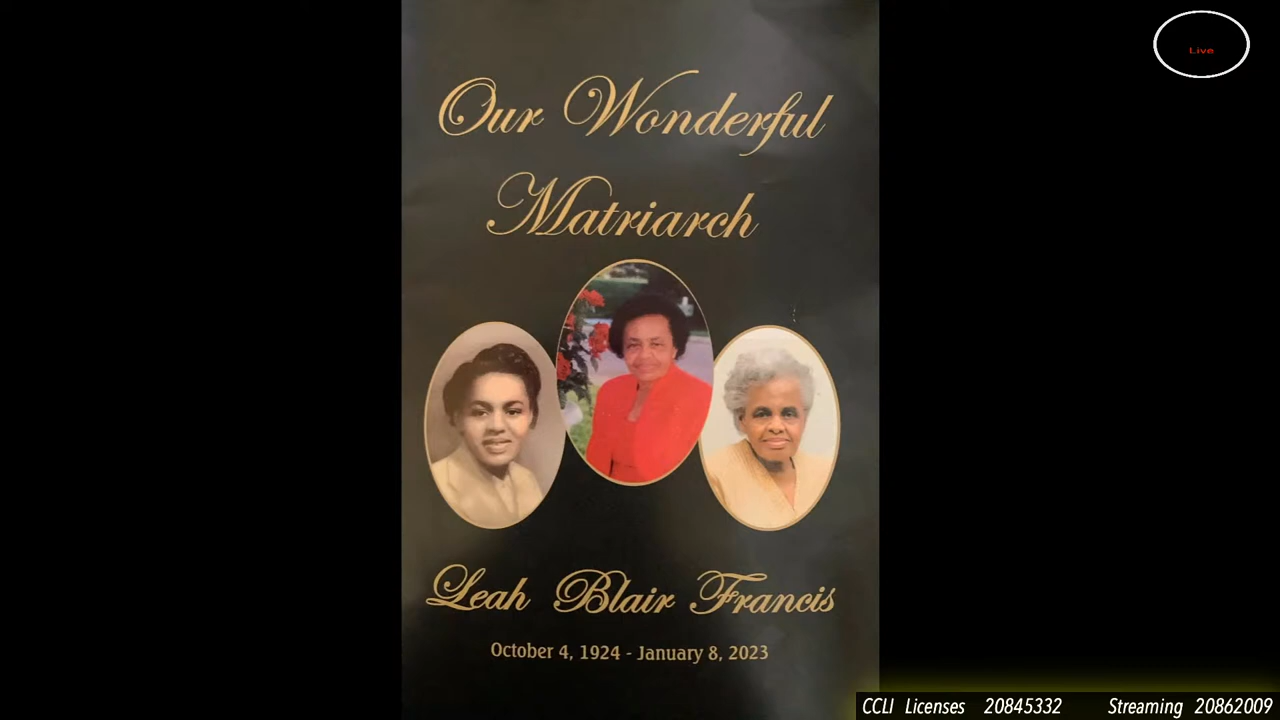 Live
Our Wonderful
Matriarch
Leah Blair Francis
October 4, 1924 - January 8, 2023
CCLI Licenses 20845332 Streaming 20862009